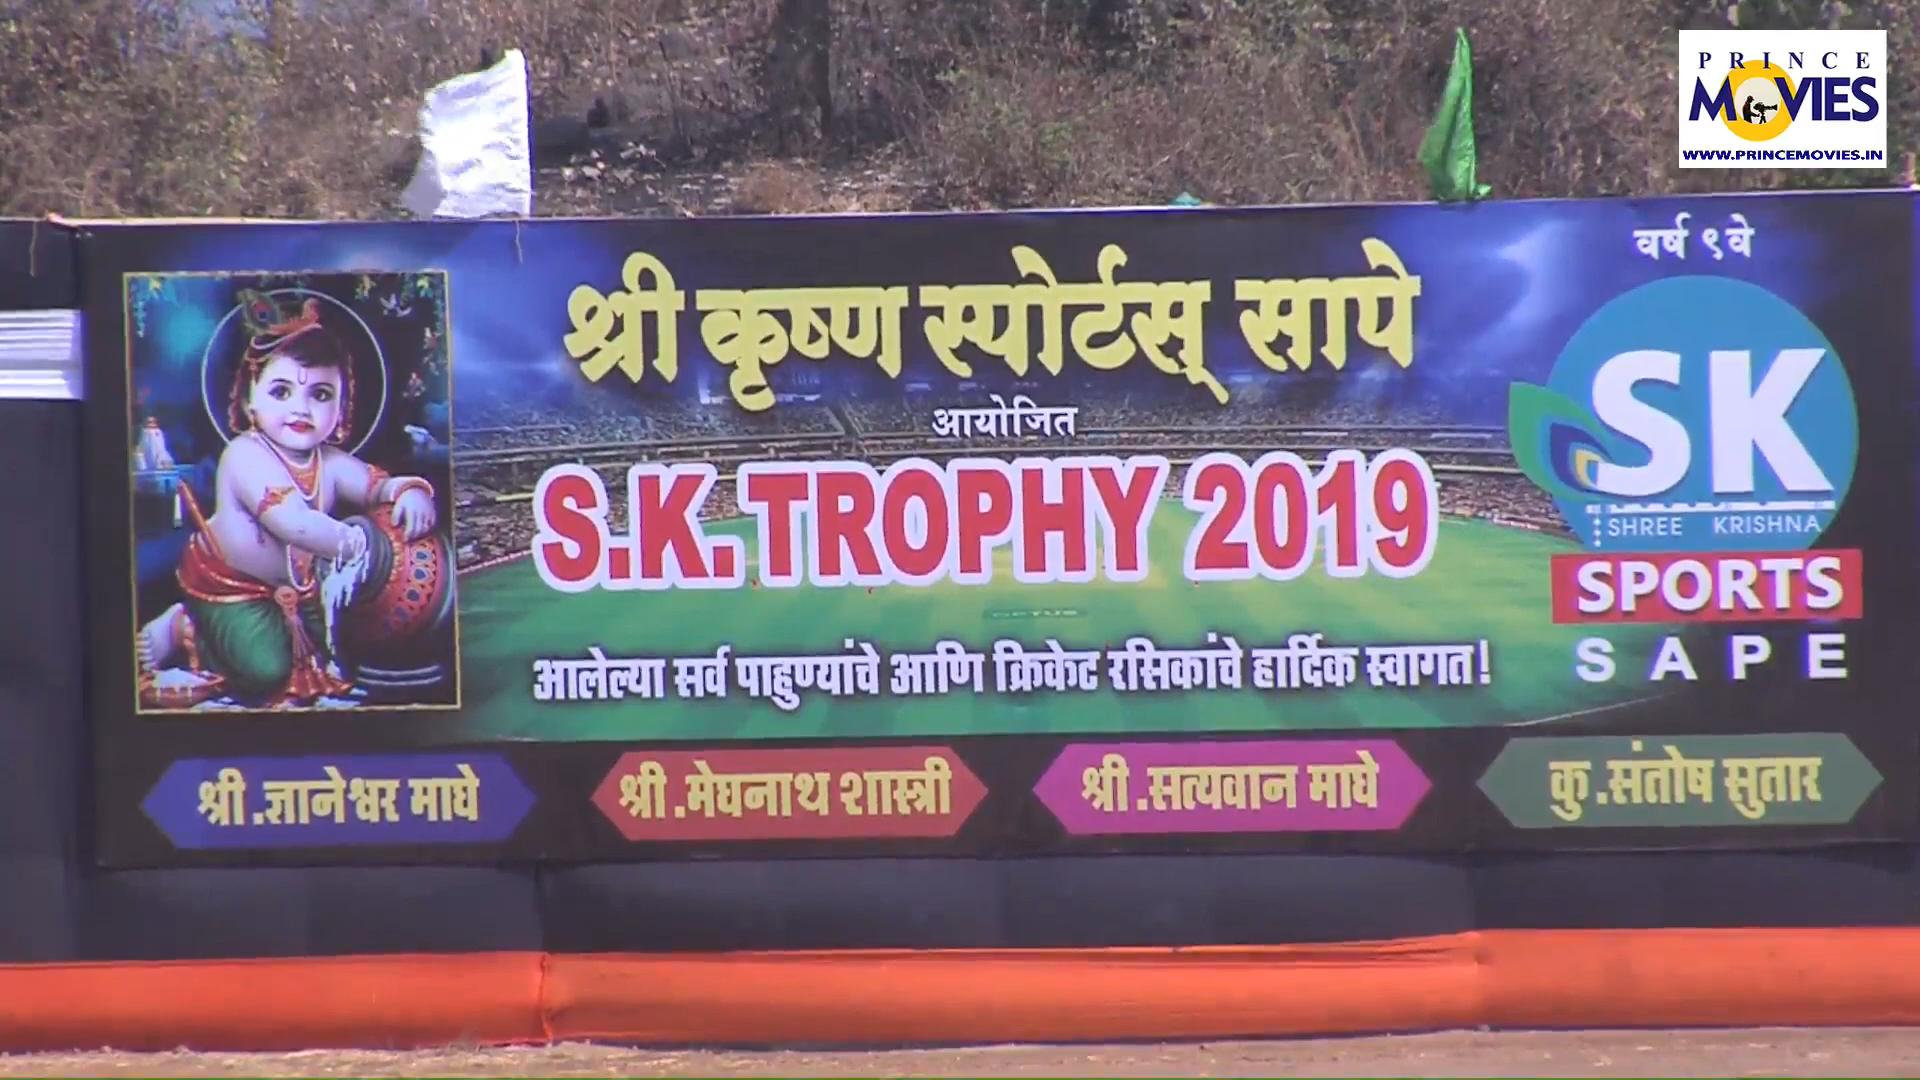 PRINCE
MOVIES
WWW.PRINCEMOVIES.IN
वर्ष ९वे
श्री कृष्ण स्पोर्टस् सापे
आयोजित
S.K. TROPHY 2019
आलेल्या सर्व पाहुण्यांचे आणि क्रिकेट रसिकांचे हार्दिक स्वागत!
SK
SHREE KRISHNA
SPORTS
SAPE
श्री.ज्ञानेश्वर माघे
श्री.मेघनाथ शास्त्री
श्री.सत्यवान माघे
कु.संतोष सुतार